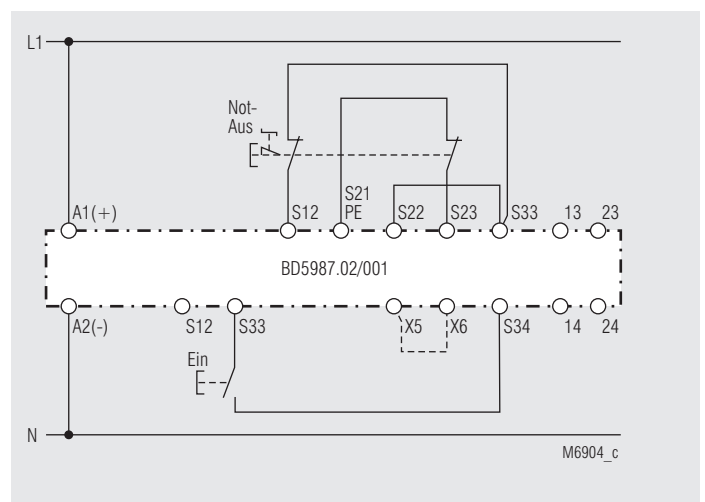 L1
Not-
Aus
A1(+)
S12
S21
PE
S22
S23
S33
13
23
BD5987.02/001
A2(-)
S12
S33
X5
X6
S34
14
24
Ein
N
M6904_c